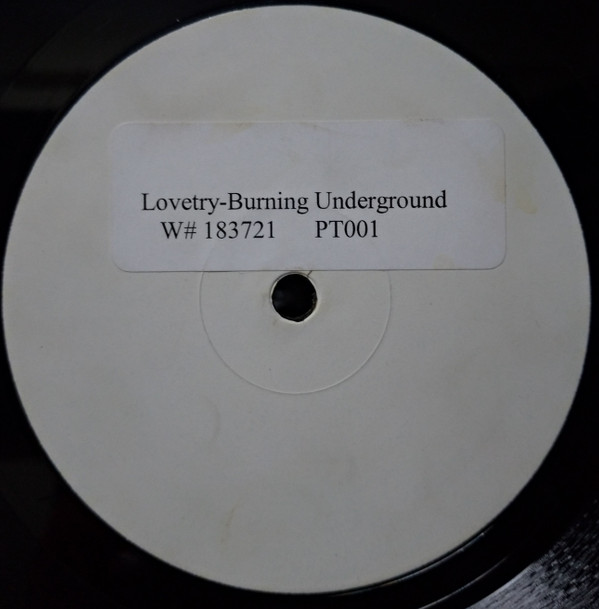 Lovetry-Burning Underground
W# 183721 PT001